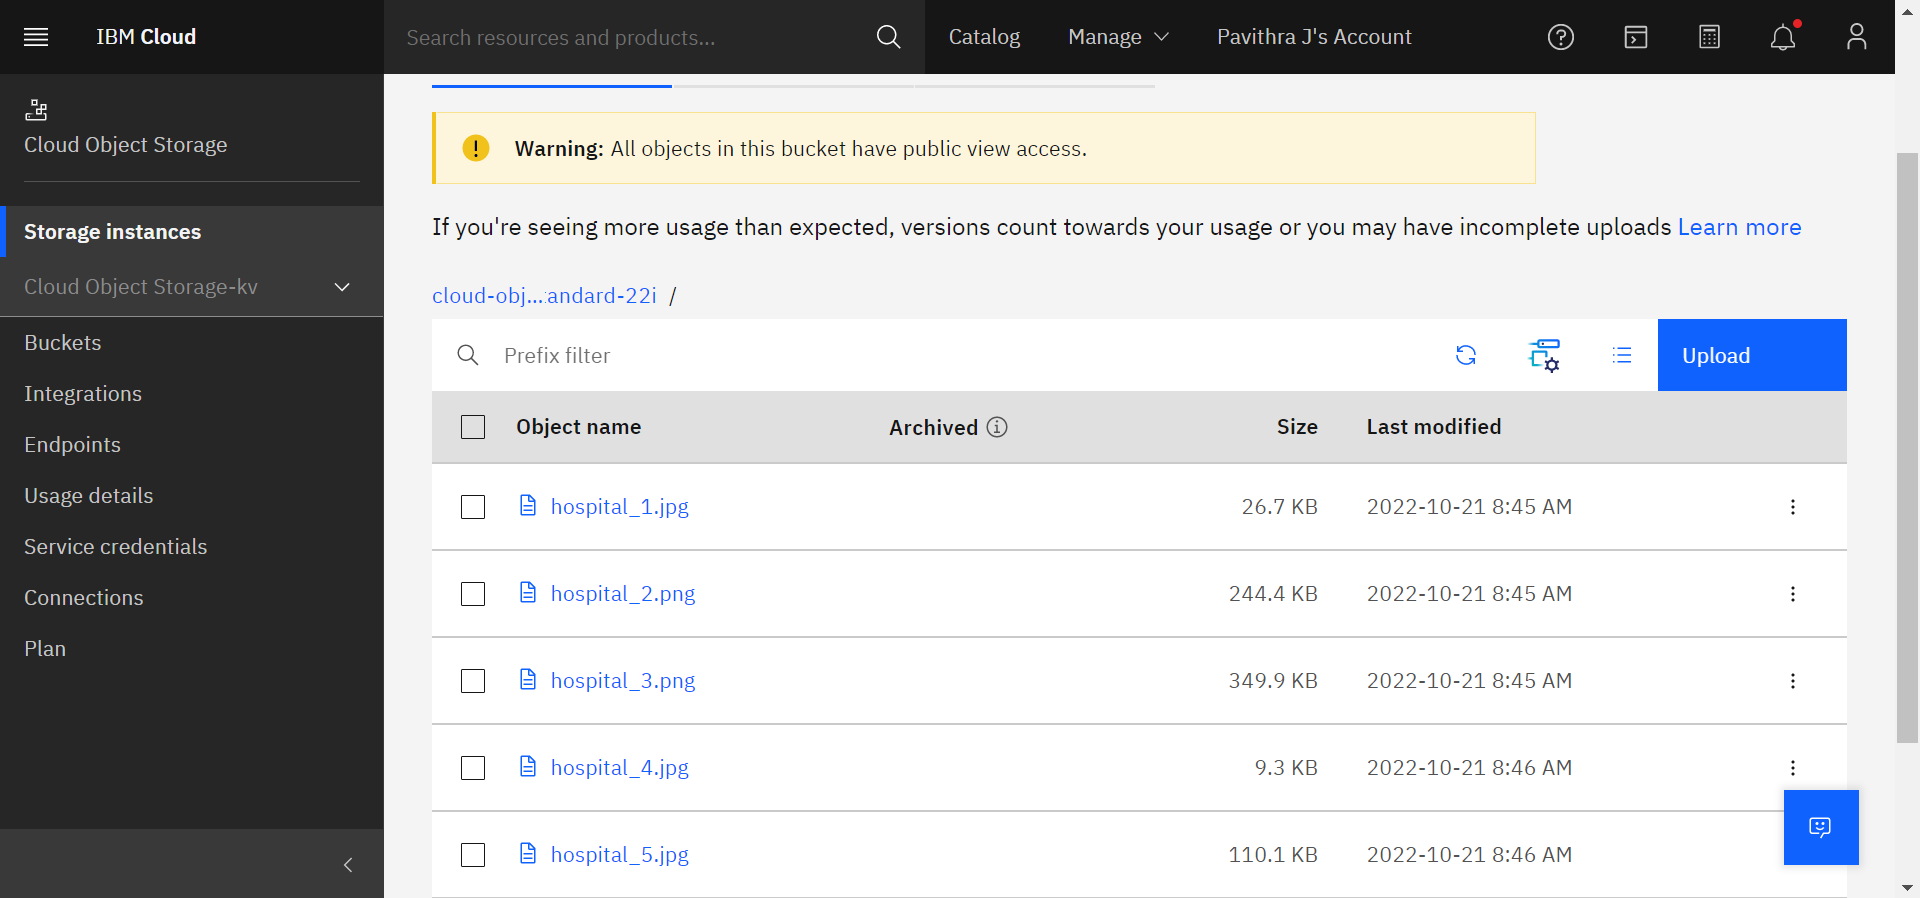 IBM Cloud
Search resources and products...
Catalog
Manage
Pavithra J's Account
Cloud Object Storage
Storage instances
Cloud Object Storage-kv
Buckets
Integrations
Endpoints
Usage details
Service credentials
Connections
Plan
Warning: All objects in this bucket have public view access.
If you're seeing more usage than expected, versions count towards your usage or you may have incomplete uploads Learn more
cloud-obj...andard-22i /
Prefix filter
Upload
Object name Archived Size Last modified
hospital_1.jpg 26.7 KB 2022-10-21 8:45 AM
hospital_2.png 244.4 KB 2022-10-21 8:45 AM
hospital_3.png 349.9 KB 2022-10-21 8:45 AM
hospital_4.jpg 9.3 KB 2022-10-21 8:46 AM
hospital_5.jpg 110.1 KB 2022-10-21 8:46 AM